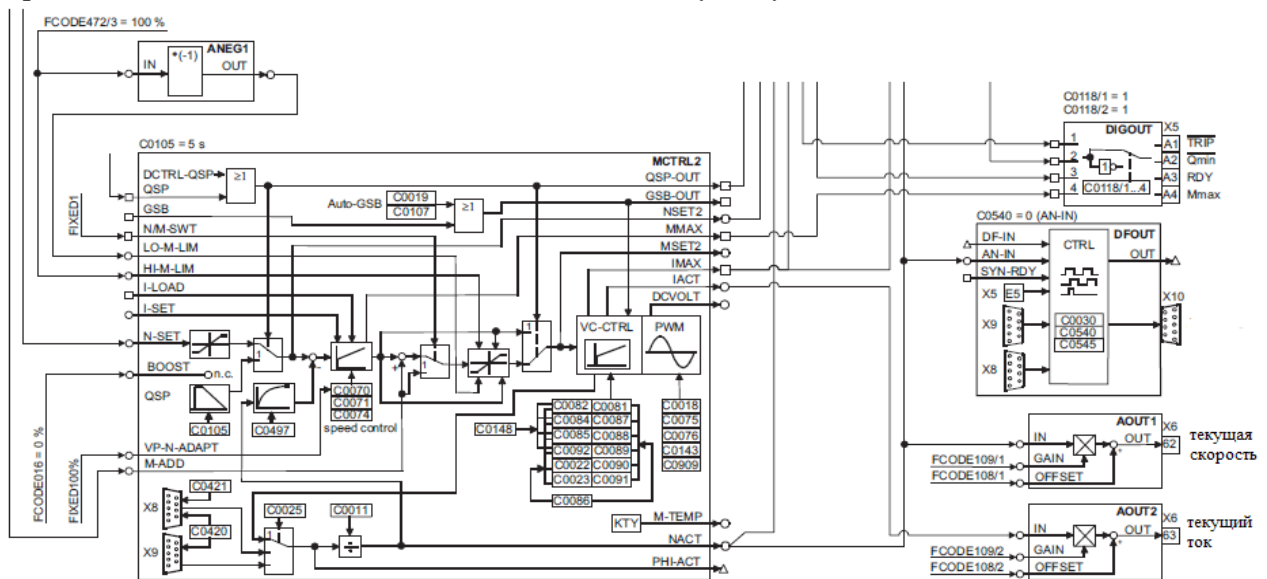 FCODE472/3 = 100 %
ANEG1
*(-1)
IN
OUT
C0105 = 5 s
MCTRL2
DCTRL-QSP
≥1
QSP
QSP-OUT
GSB
Auto-GSB
C0019
C0107
≥1
GSB-OUT
NSET2
FIXED1
N/M-SWT
MMAX
LO-M-LIM
MSET2
HI-M-LIM
IMAX
I-LOAD
IACT
I-SET
DCVOLT
VC-CTRL
PWM
N-SET
1
1
1
BOOST
n.c.
QSP
C0105
C0497
C0070
C0071
C0074
speed control
C0148
C0082
C0081
C0084
C0087
C0085
C0088
C0092
C0089
C0022
C0090
C0023
C0091
C0086
C0018
C0075
C0076
C0143
C0909
FCODE016 = 0 %
FIXED100%
VP-N-ADAPT
M-ADD
X8
C0421
C0420
X9
C0025
C0011
KTY
M-TEMP
NACT
PHI-ACT
C0118/1 = 1
C0118/2 = 1
DIGOUT
X5
1
A1
TRIP
2
A2
Qmin
1
3
A3
RDY
4
C0118/1...4
A4
Mmax
C0540 = 0 (AN-IN)
DFOUT
DF-IN
CTRL
AN-IN
OUT
SYN-RDY
X5
E5
X10
X9
C0030
C0540
C0545
X8
AOUT1
X6
IN
OUT
62
текущая
скорость
FCODE109/1
GAIN
FCODE108/1
OFFSET
AOUT2
X6
IN
OUT
63
текущий
ток
FCODE109/2
GAIN
FCODE108/2
OFFSET